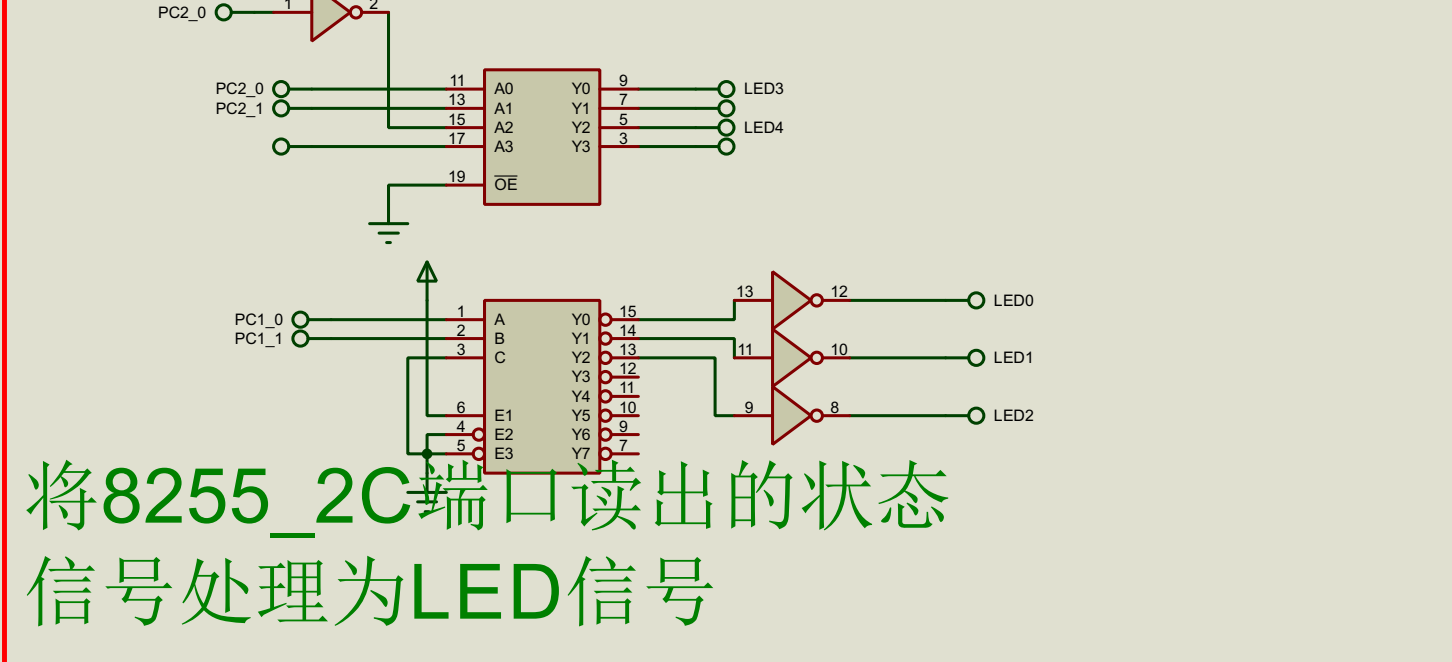 PC2_0 1 2
PC2_0 11 A0 Y0 9 LED3
PC2_1 13 A1 Y1 7
15 A2 Y2 5 LED4
17 A3 Y3 3
19 OE
13 12 LED0
PC1_0 1 A Y0 15
PC1_1 2 B Y1 14
3 C Y2 13 11 10 LED1
Y3 12
Y4 11
6 E1 Y5 10 9 8 LED2
4 E2 Y6 9
5 E3 Y7 7
将8255_2C端口读出的状态
信号处理为LED信号